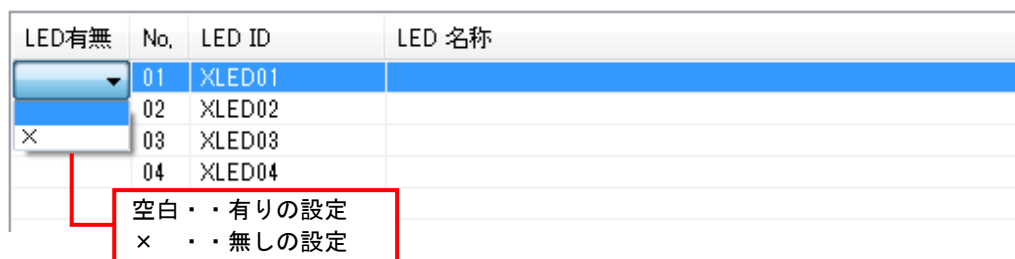 LED有無 No. LED ID LED 名称
01 XLED01
02 XLED02
× 03 XLED03
04 XLED04
空白・・有りの設定
× ・・無しの設定